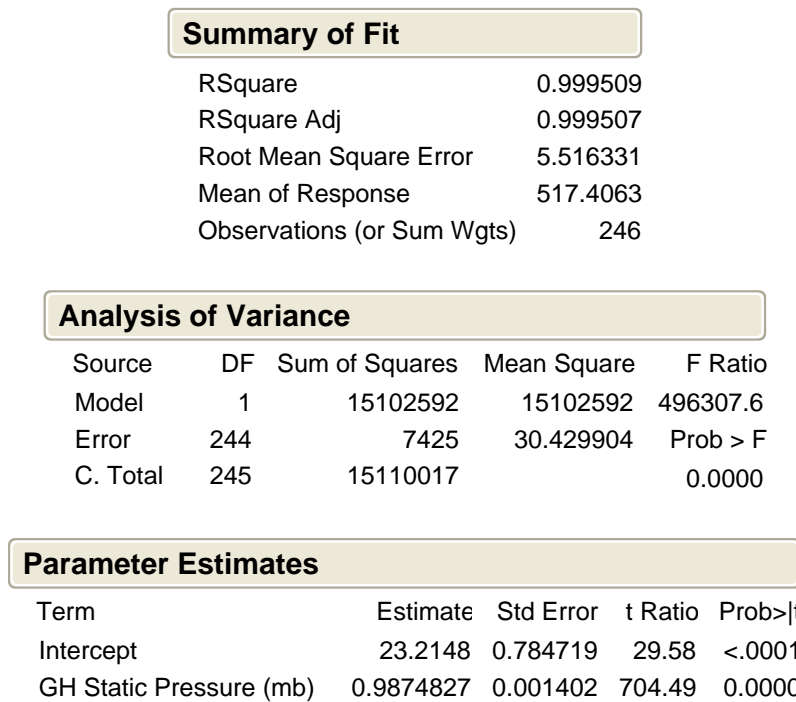 Summary of Fit
RSquare 0.999509
RSquare Adj 0.999507
Root Mean Square Error 5.516331
Mean of Response 517.4063
Observations (or Sum Wgts) 246
Analysis of Variance
Source DF Sum of Squares Mean Square F Ratio
Model 1 15102592 15102592 496307.6
Error 244 7425 30.429904 Prob > F
C. Total 245 15110017 0.0000
Parameter Estimates
Term Estimate Std Error t Ratio Prob>|t
Intercept 23.2148 0.784719 29.58 <.0001
GH Static Pressure (mb) 0.9874827 0.001402 704.49 0.0000